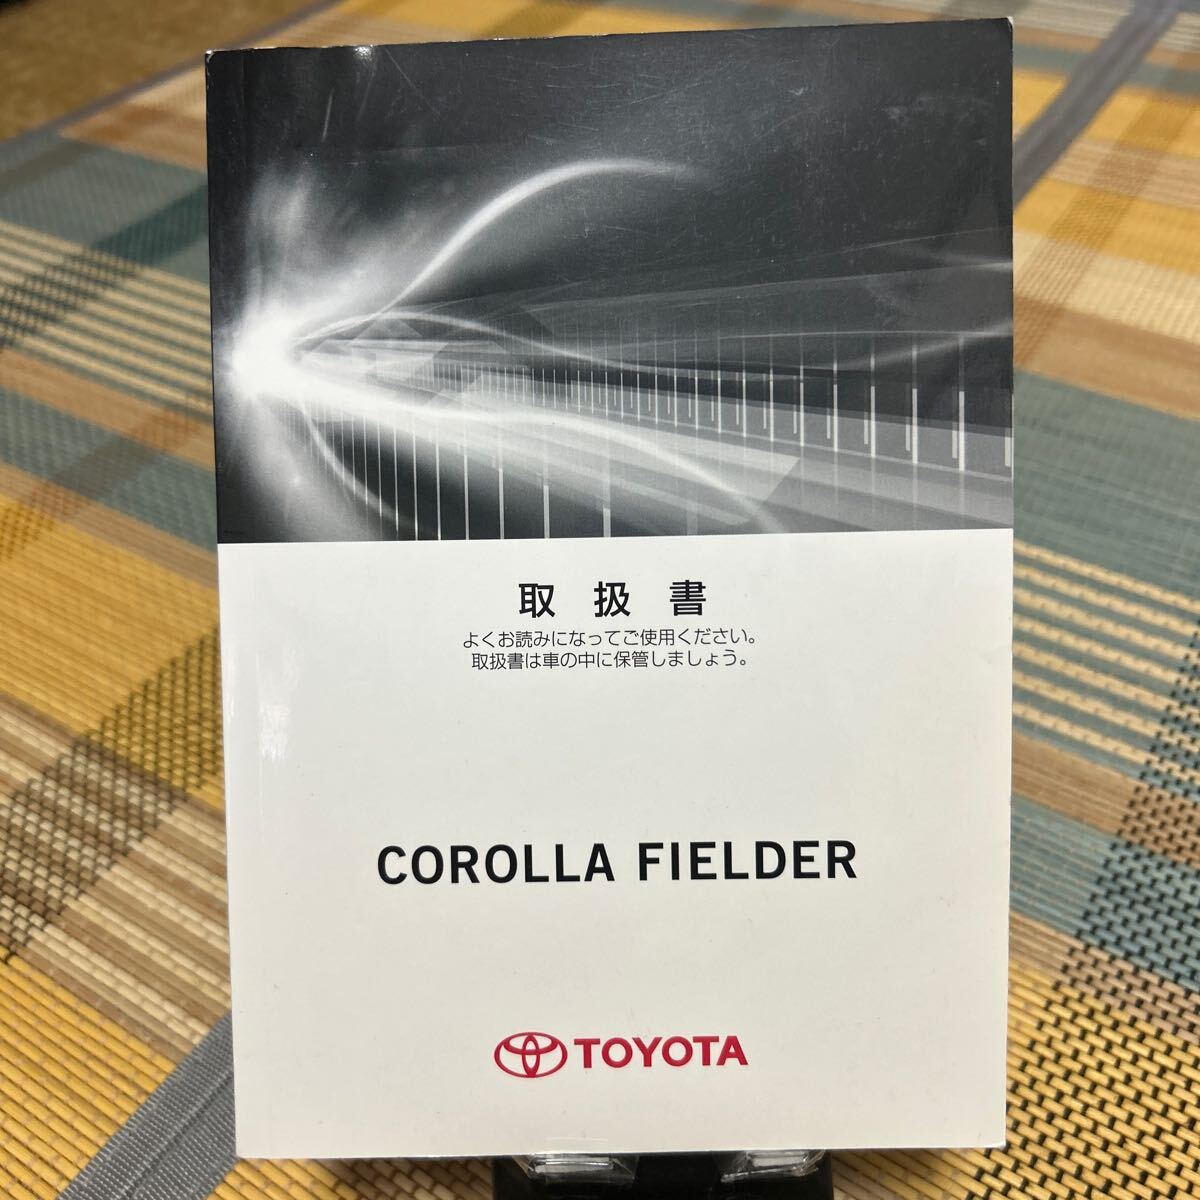 取扱書
よくお読みになってご使用ください。
取扱書は車の中に保管しましょう。
COROLLA FIELDER
TOYOTA